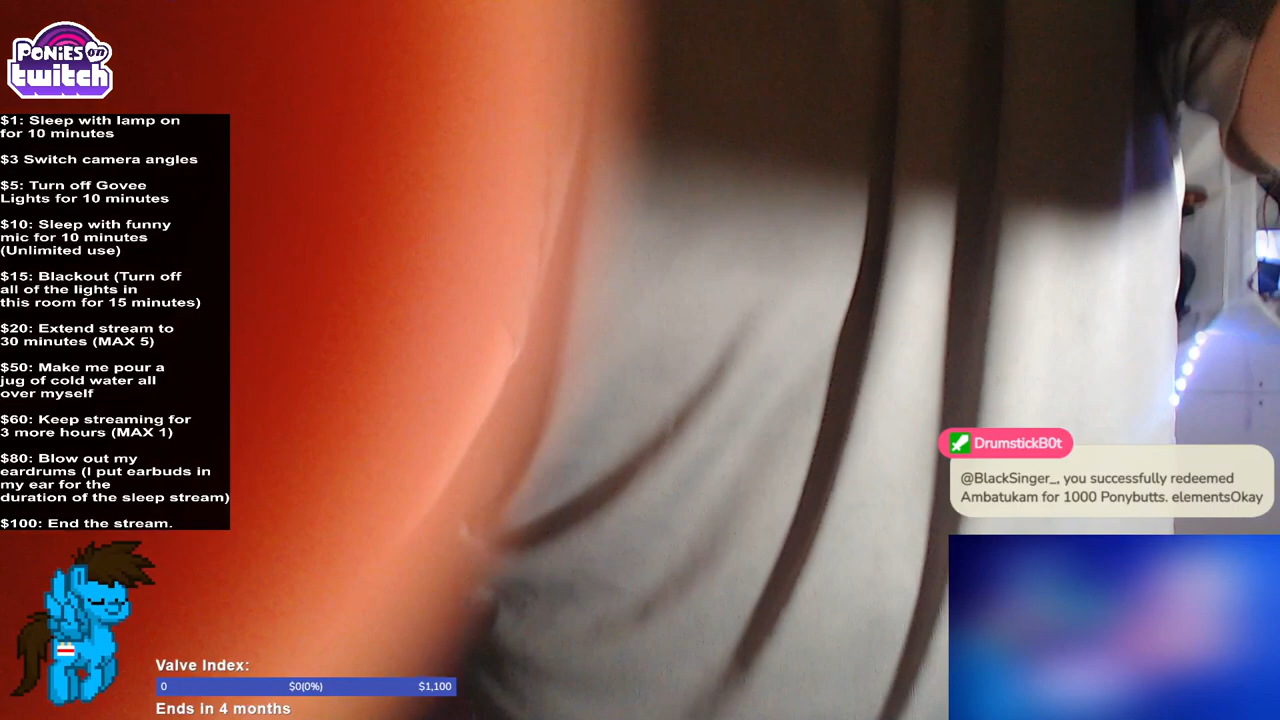 PONiES on
twitch
$1: Sleep with lamp on
for 10 minutes
$3 Switch camera angles
$5: Turn off Govee
Lights for 10 minutes
$10: Sleep with funny
mic for 10 minutes
(Unlimited use)
$15: Blackout (Turn off
all of the lights in
this room for 15 minutes)
$20: Extend stream to
30 minutes (MAX 5)
$50: Make me pour a
jug of cold water all
over myself
$60: Keep streaming for
3 more hours (MAX 1)
$80: Blow out my
eardrums (I put earbuds in
my ear for the
duration of the sleep stream)
$100: End the stream.
DrumstickB0t
@BlackSinger_, you successfully redeemed
Ambatukam for 1000 Ponybutts. elementsOkay
Valve Index:
0 $0(0%) $1,100
Ends in 4 months